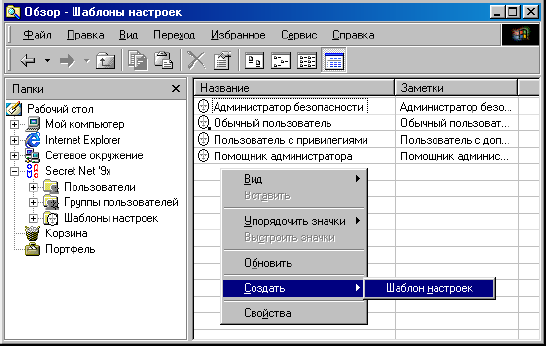 Обзор - Шаблоны настроек
Файл Правка Вид Переход Избранное Сервис Справка
Папки
Название Заметки
Рабочий стол
Мой компьютер
Internet Explorer
Сетевое окружение
Secret Net '9x
Пользователи
Группы пользователей
Шаблоны настроек
Корзина
Портфель
Администратор безопасности Администратор безо...
Обычный пользователь Обычный пользоват...
Пользователь с привилегиями Пользователь с доп...
Помощник администратора Помощник админис...
Вид
Вставить
Упорядочить значки
Выстроить значки
Обновить
Создать
Шаблон настроек
Свойства